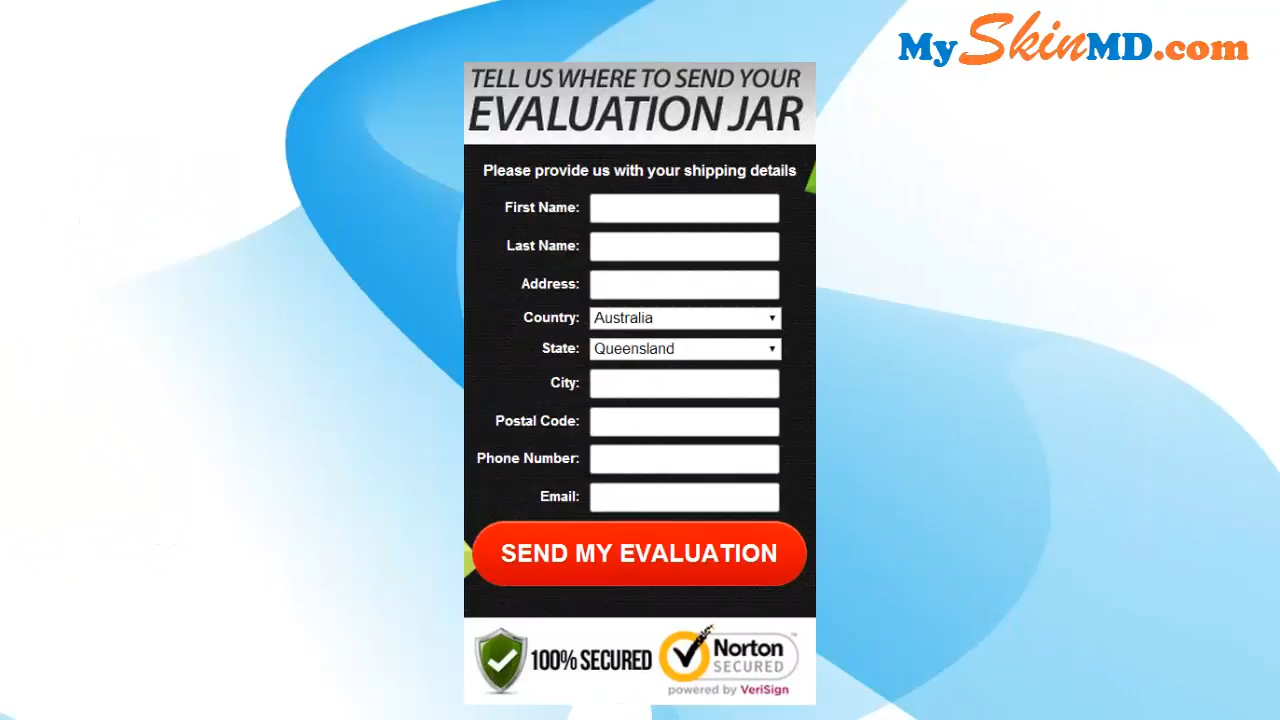 My SkinMD.com
TELL US WHERE TO SEND YOUR
EVALUATION JAR
Please provide us with your shipping details
First Name:
Last Name:
Address:
Country: Australia
State: Queensland
City:
Postal Code:
Phone Number:
Email:
SEND MY EVALUATION
100% SECURED
Norton
SECURED
powered by VeriSign